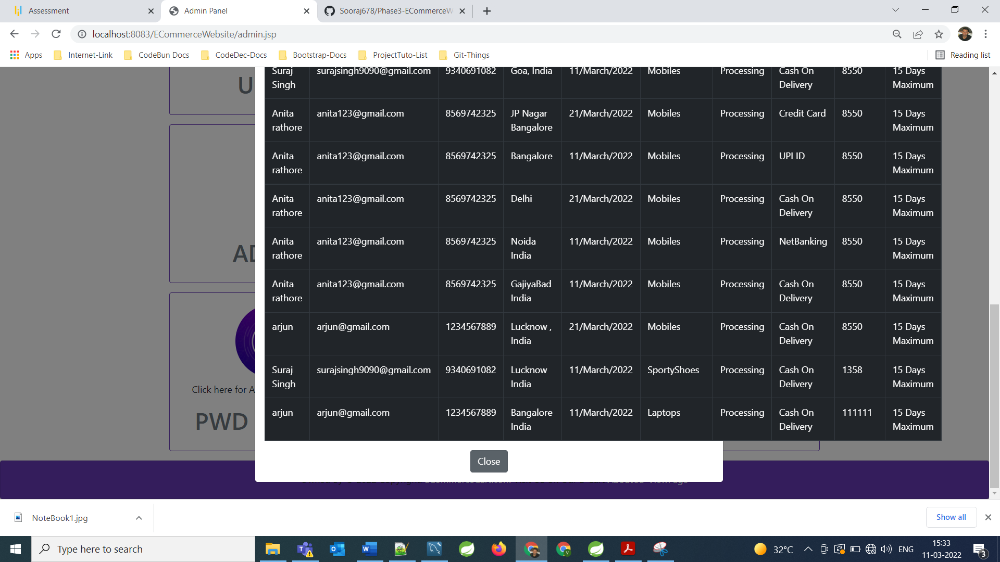 Assessment
Admin Panel
Sooraj678/Phase3-ECommerceW
localhost:8083/ECommerceWebsite/admin.jsp
Apps Internet-Link CodeBun Docs CodeDec-Docs Bootstrap-Docs ProjectTuto-List Git-Things Reading list
Suraj Singh surajsingh9090@gmail.com 9340691082 Goa, India 11/March/2022 Mobiles Processing Cash On Delivery 8550 15 Days Maximum
Anita rathore anita123@gmail.com 8569742325 JP Nagar Bangalore 21/March/2022 Mobiles Processing Credit Card 8550 15 Days Maximum
Anita rathore anita123@gmail.com 8569742325 Bangalore 11/March/2022 Mobiles Processing UPI ID 8550 15 Days Maximum
Anita rathore anita123@gmail.com 8569742325 Delhi 21/March/2022 Mobiles Processing Cash On Delivery 8550 15 Days Maximum
Anita rathore anita123@gmail.com 8569742325 Noida India 11/March/2022 Mobiles Processing NetBanking 8550 15 Days Maximum
Anita rathore anita123@gmail.com 8569742325 GajiyaBad India 11/March/2022 Mobiles Processing Cash On Delivery 8550 15 Days Maximum
arjun arjun@gmail.com 1234567889 Lucknow , India 21/March/2022 Mobiles Processing Cash On Delivery 8550 15 Days Maximum
Suraj Singh surajsingh9090@gmail.com 9340691082 Lucknow India 11/March/2022 SportyShoes Processing Cash On Delivery 1358 15 Days Maximum
arjun arjun@gmail.com 1234567889 Bangalore India 11/March/2022 Laptops Processing Cash On Delivery 111111 15 Days Maximum
U
AD
Click here for A
PWD
Close
NoteBook1.jpg
Show all
Type here to search
32°C
ENG
15:33
11-03-2022
3